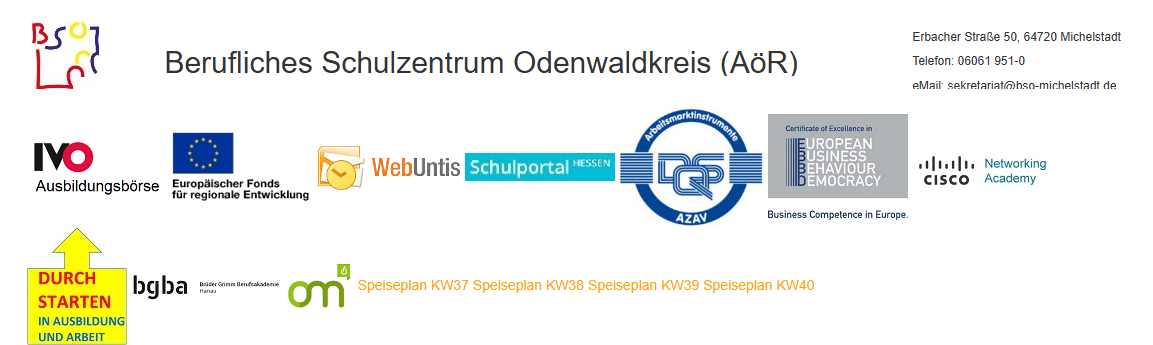 BSO
Berufliches Schulzentrum Odenwaldkreis (AöR)
Erbacher Straße 50, 64720 Michelstadt
Telefon: 06061 951-0
eMail: sekretariat@bso-michelstadt.de
IVO
Ausbildungsbörse
Europäischer Fonds
für regionale Entwicklung
WebUntis
Schulportal HESSEN
Arbeitsmarktinstrumente
DQS
AZAV
Certificate of Excellence in
EUROPEAN
BUSINESS
BEHAVIOUR
DEMOCRACY
Business Competence in Europe.
CISCO
Networking
Academy
DURCH
STARTEN
IN AUSBILDUNG
UND ARBEIT
bgba
Brüder Grimm Berufsakademie
Hanau
om
Speiseplan KW37 Speiseplan KW38 Speiseplan KW39 Speiseplan KW40